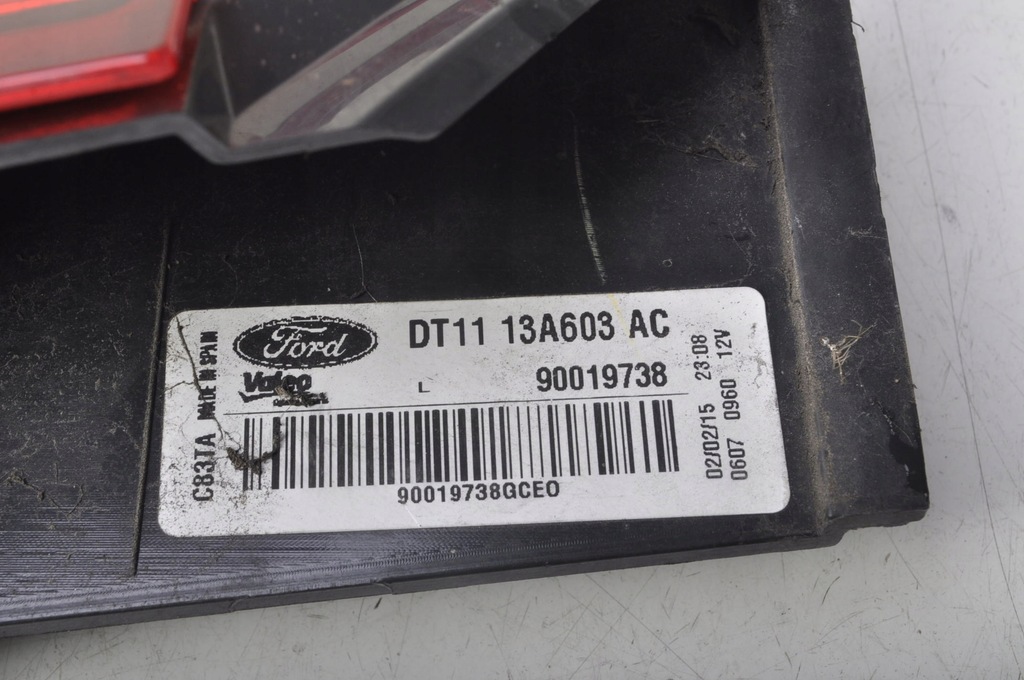 Ford
DT11 13A603 AC
Valeo
L
90019738
90019738GCEO
C83TA MADE IN SPAIN
02/02/15 23:08
0607 0960 12V